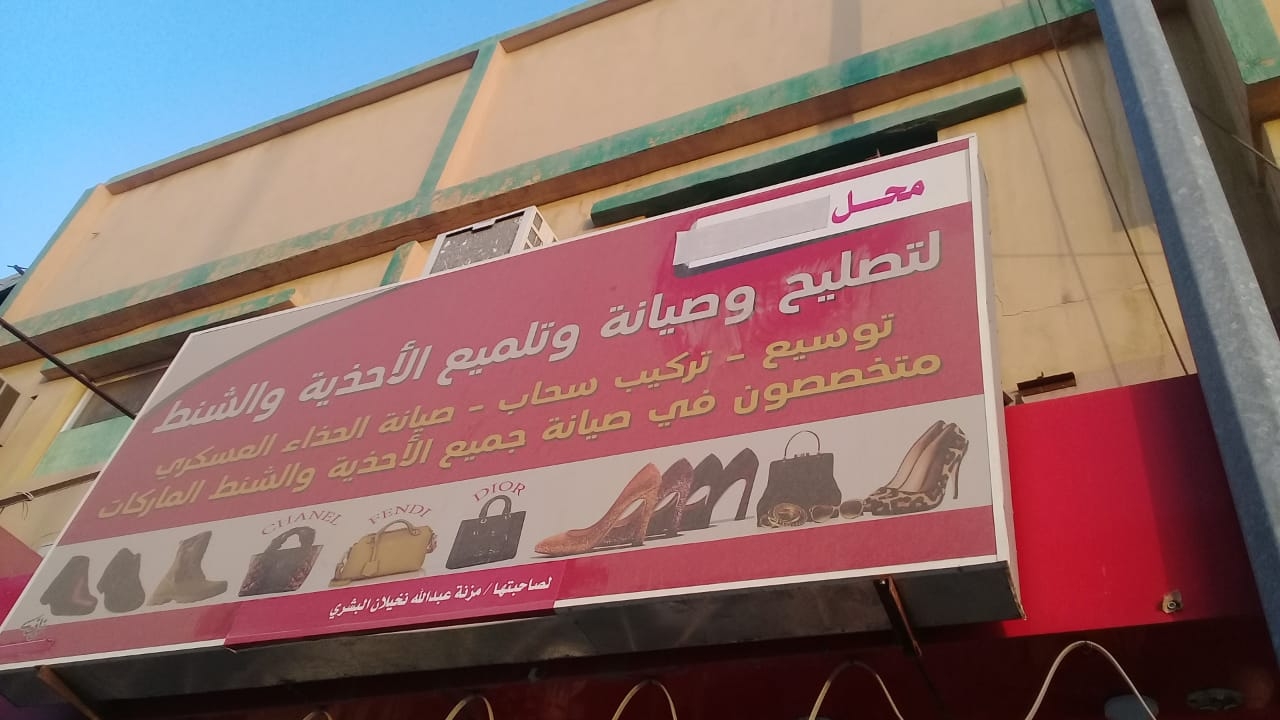 محل
لتصليح وصيانة وتلميع الأحذية والشنط
توسيع - تركيب سحاب - صيانة الحذاء العسكري
متخصصون في صيانة جميع الأحذية والشنط الماركات
CHANEL FENDI DIOR
لصاحبتها / مزنة عبدالله نخيلان البشري